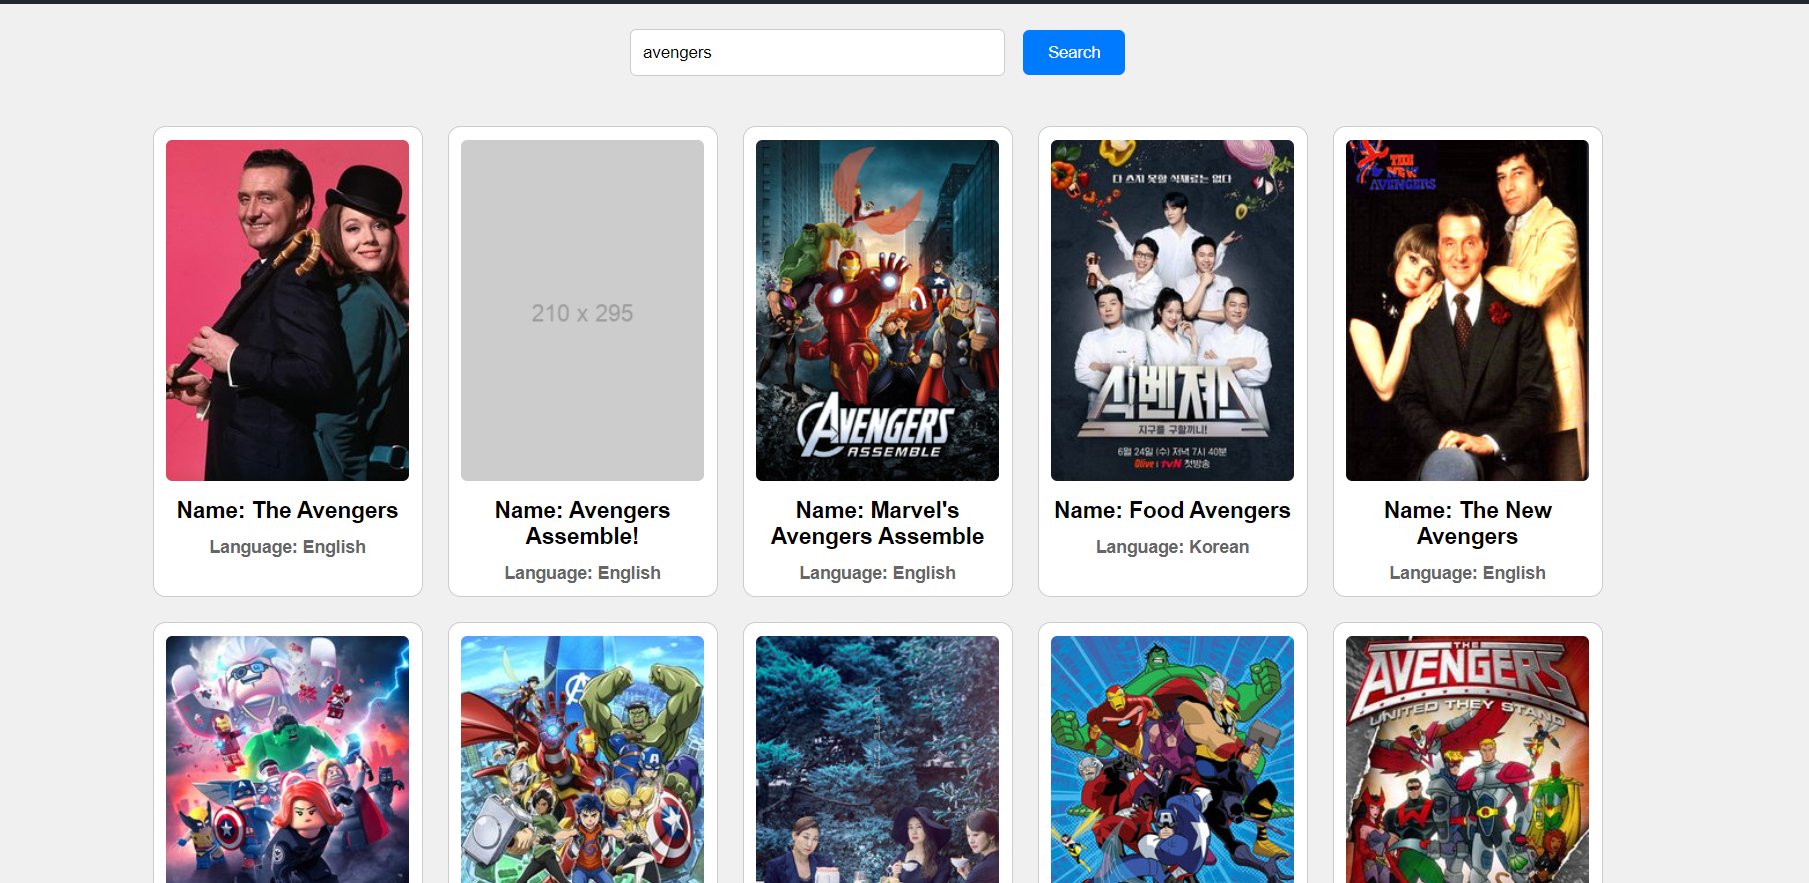 avengers
Search
210 x 295
AVENGERS
ASSEMBLE
다 쓰지 못할 식재료는 없다
식벤져스
지구를 구할끼니!
6월 24일 (수) 저녁 7시 40분
Olive | tvN 첫방송
THE
NEW
AVENGERS
Name: The Avengers
Language: English
Name: Avengers
Assemble!
Language: English
Name: Marvel's
Avengers Assemble
Language: English
Name: Food Avengers
Language: Korean
Name: The New
Avengers
Language: English
THE
AVENGERS
UNITED THEY STAND